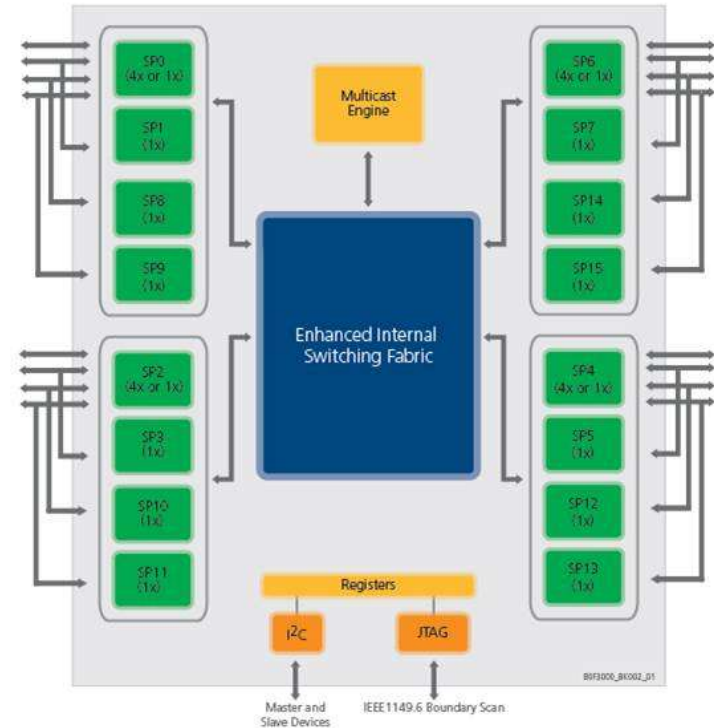 SP0
(4x or 1x)
SP1
(1x)
SP8
(1x)
SP9
(1x)
Multicast
Engine
SP6
(4x or 1x)
SP7
(1x)
SP14
(1x)
SP15
(1x)
Enhanced Internal
Switching Fabric
SP2
(4x or 1x)
SP3
(1x)
SP10
(1x)
SP11
(1x)
SP4
(4x or 1x)
SP5
(1x)
SP12
(1x)
SP13
(1x)
Registers
I²C
JTAG
Master and
Slave Devices
IEEE1149.6 Boundary Scan